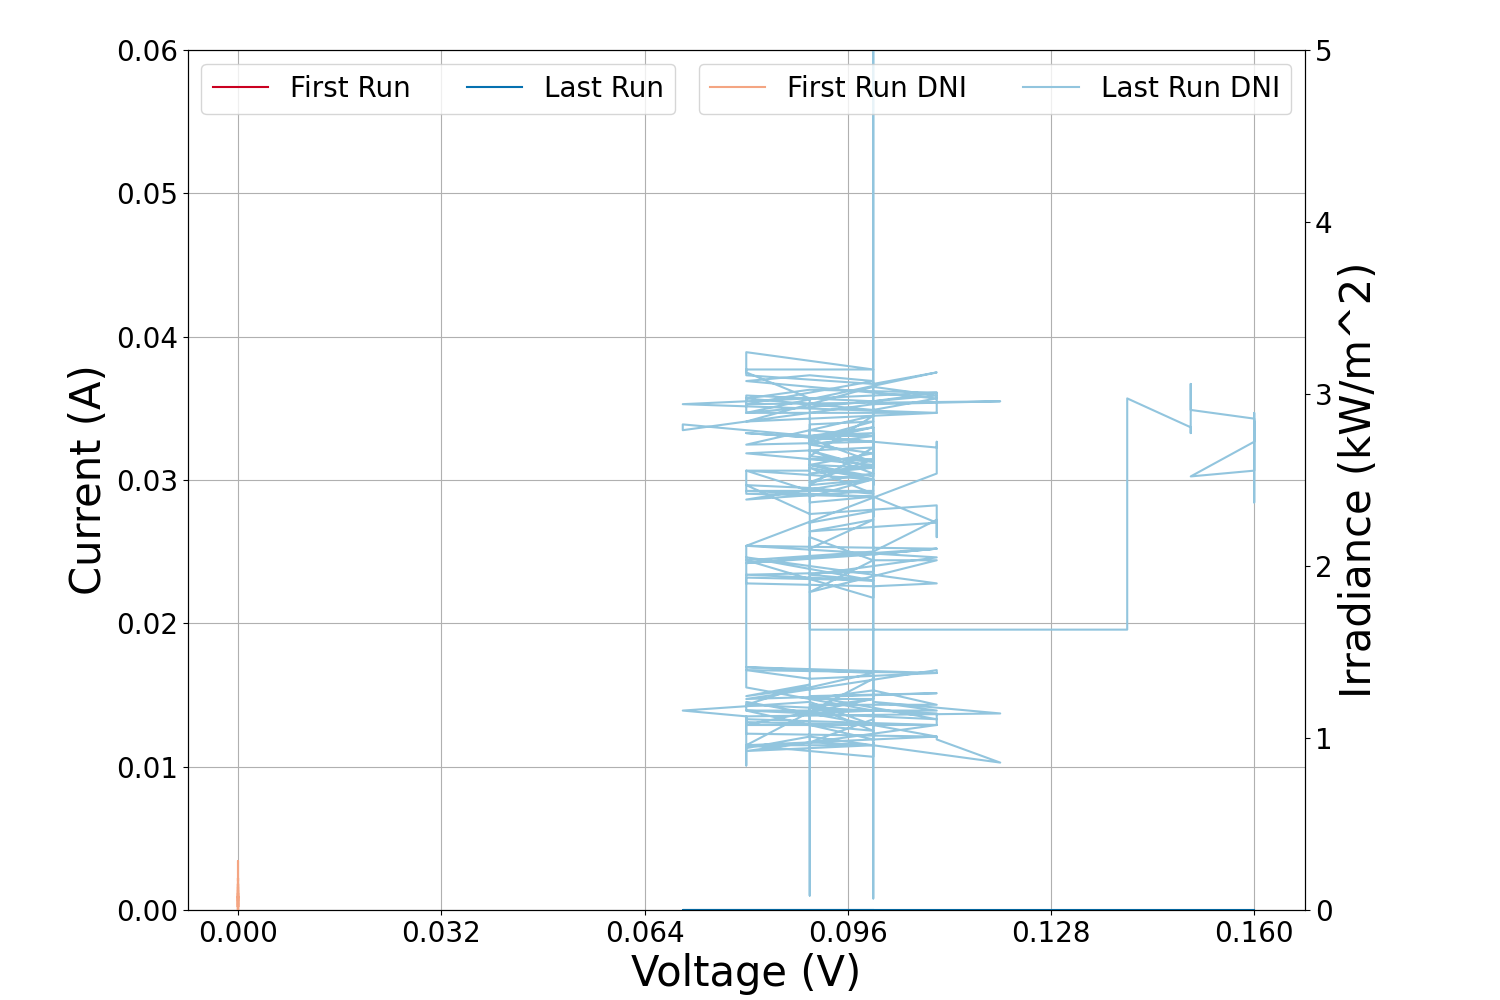 First Run
Last Run
First Run DNI
Last Run DNI
Current (A)
0.06
0.05
0.04
0.03
0.02
0.01
0.00
5
4
3
2
1
0
Irradiance (kW/m^2)
0.000 0.032 0.064 0.096 0.128 0.160
Voltage (V)